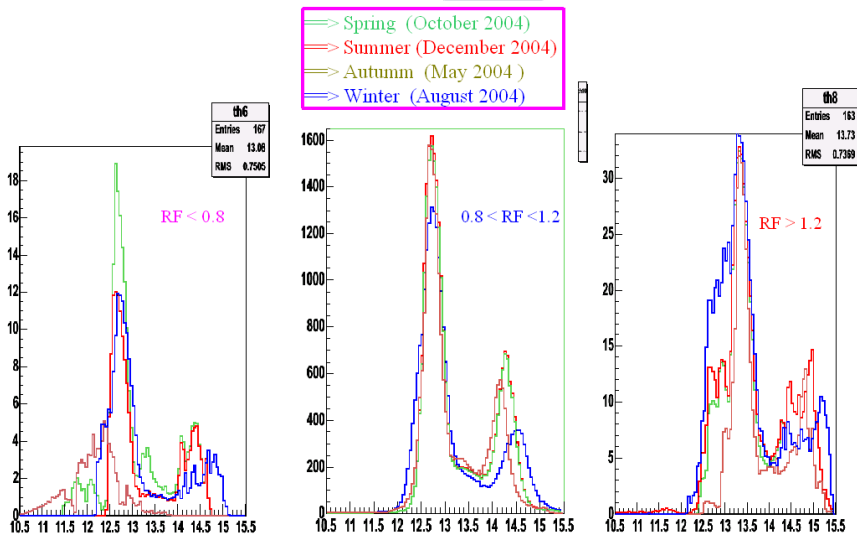 => Spring (October 2004)
=> Summer (December 2004)
=> Autumm (May 2004 )
=> Winter (August 2004)
th6
Entries 167
Mean 13.08
RMS 0.7505
th8
Entries 163
Mean 13.73
RMS 0.7369
RF < 0.8
0.8 < RF <1.2
RF > 1.2
18
16
14
12
10
8
6
4
2
0
10.5 11 11.5 12 12.5 13 13.5 14 14.5 15 15.5
1600
1400
1200
1000
800
600
400
200
0
10.5 11 11.5 12 12.5 13 13.5 14 14.5 15 15.5
30
25
20
15
10
5
0
10.5 11 11.5 12 12.5 13 13.5 14 14.5 15 15.5